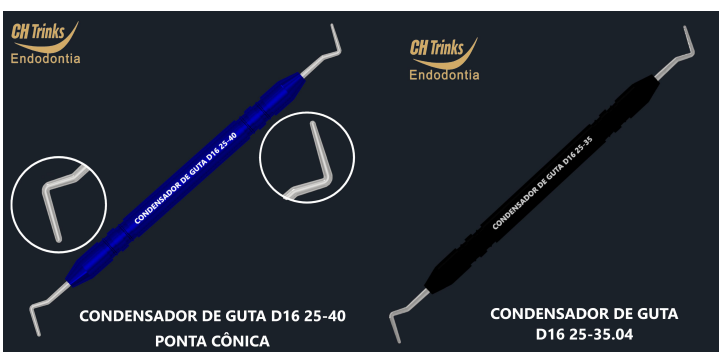 CH Trinks
Endodontia
CONDENSADOR DE GUTA D16 25-40
CONDENSADOR DE GUTA D16 25-40
PONTA CÔNICA
CH Trinks
Endodontia
CONDENSADOR DE GUTA D16 25-35
CONDENSADOR DE GUTA
D16 25-35.04